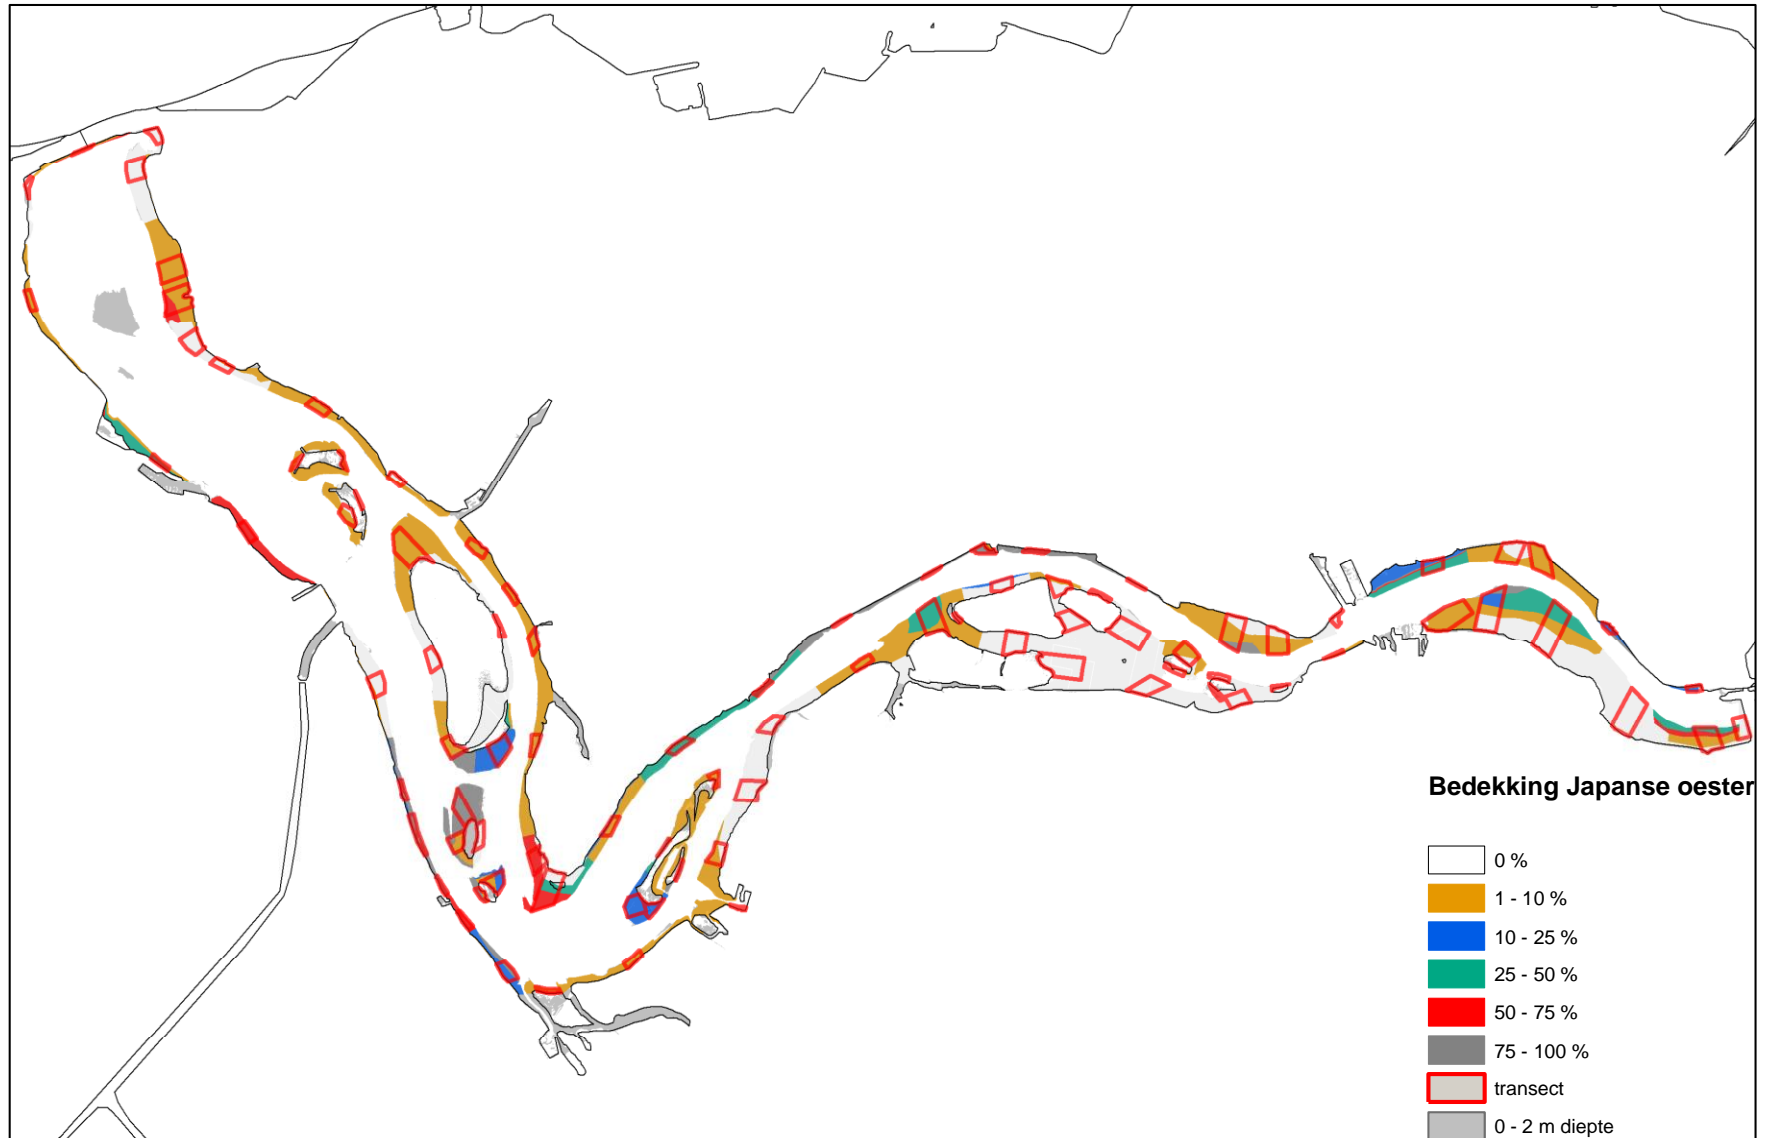 Bedekking Japanse oester
0 %
1 - 10 %
10 - 25 %
25 - 50 %
50 - 75 %
75 - 100 %
transect
0 - 2 m diepte